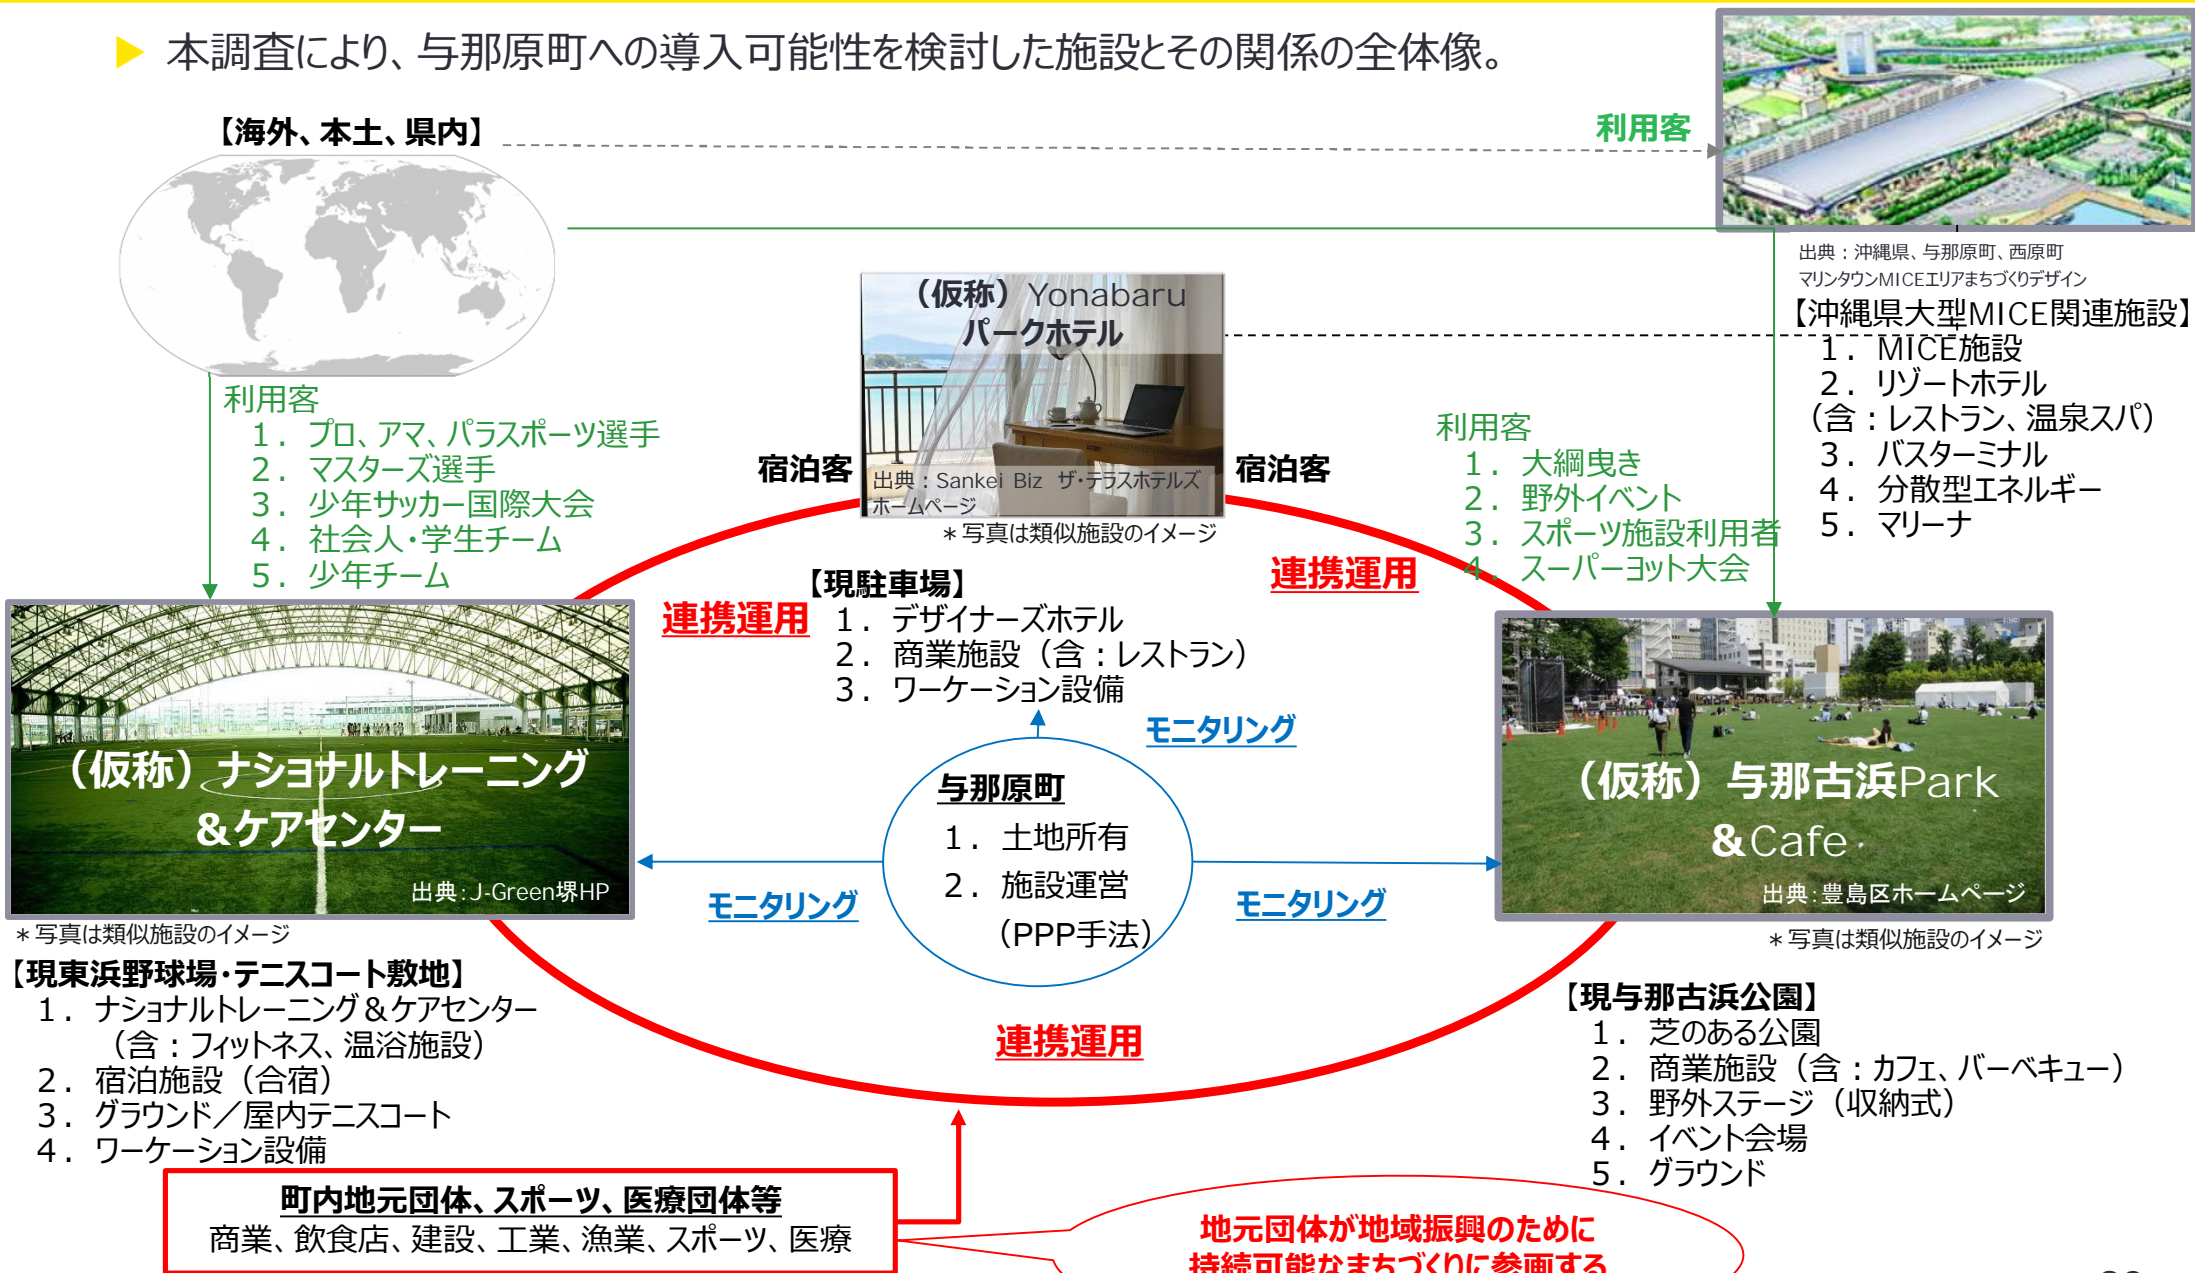 本調査により、与那原町への導入可能性を検討した施設とその関係の全体像。
【海外、本土、県内】
利用客
出典：沖縄県、与那原町、西原町
マリンタウンMICEエリアまちづくりデザイン
【沖縄県大型MICE関連施設】
１．MICE施設
２．リゾートホテル
（含：レストラン、温泉スパ）
３．バスターミナル
４．分散型エネルギー
５．マリーナ
（仮称）Yonabaru
パークホテル
出典：Sankei Biz ザ・テラスホテルズ
ホームページ
＊写真は類似施設のイメージ
宿泊客
宿泊客
利用客
１．プロ、アマ、パラスポーツ選手
２．マスターズ選手
３．少年サッカー国際大会
４．社会人・学生チーム
５．少年チーム
利用客
１．大綱曳き
２．野外イベント
３．スポーツ施設利用者
４．スーパーヨット大会
連携運用
連携運用
【現駐車場】
１．デザイナーズホテル
２．商業施設（含：レストラン）
３．ワーケーション設備
モニタリング
（仮称）ナショナルトレーニング
＆ケアセンター
出典：J-Green堺HP
＊写真は類似施設のイメージ
与那原町
１．土地所有
２．施設運営
（PPP手法）
モニタリング
モニタリング
（仮称）与那古浜Park
＆Cafe
出典：豊島区ホームページ
＊写真は類似施設のイメージ
【現東浜野球場・テニスコート敷地】
１．ナショナルトレーニング＆ケアセンター
（含：フィットネス、温浴施設）
２．宿泊施設（合宿）
３．グラウンド／屋内テニスコート
４．ワーケーション設備
連携運用
【現与那古浜公園】
１．芝のある公園
２．商業施設（含：カフェ、バーベキュー）
３．野外ステージ（収納式）
４．イベント会場
５．グラウンド
町内地元団体、スポーツ、医療団体等
商業、飲食店、建設、工業、漁業、スポーツ、医療
地元団体が地域振興のために
持続可能なまちづくりに参画する